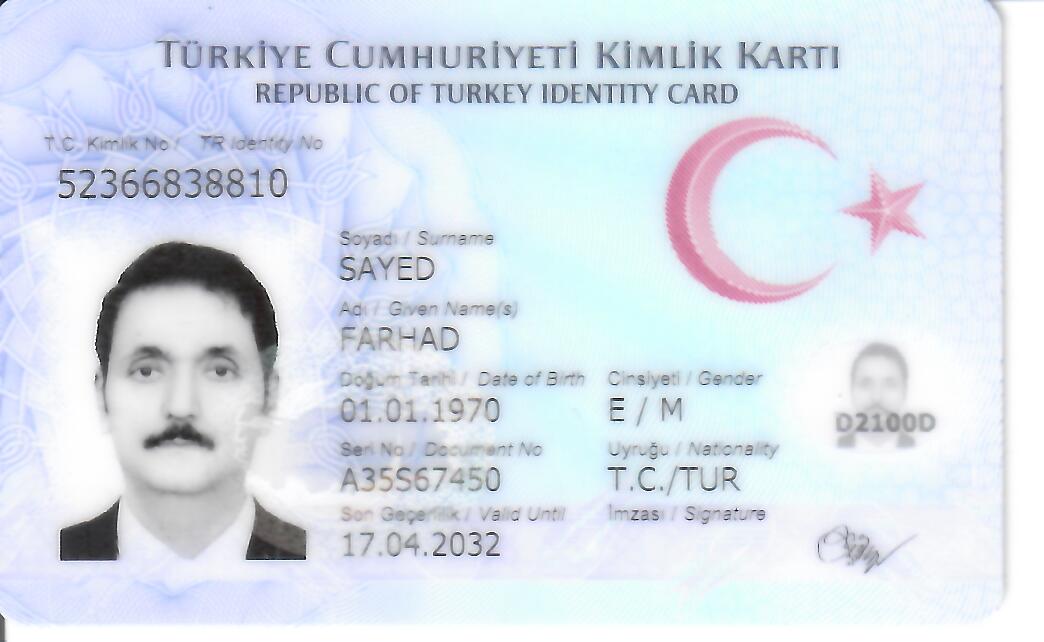 TÜRKİYE CUMHURİYETİ KİMLİK KARTI
REPUBLIC OF TURKEY IDENTITY CARD
T.C. Kimlik No / TR Identity No
52366838810
Soyadı / Surname
SAYED
Adı / Given Name(s)
FARHAD
Doğum Tarihi / Date of Birth Cinsiyeti / Gender
01.01.1970 E / M
D2100D
Seri No / Document No Uyruğu / Nationality
A35S67450 T.C./TUR
Son Geçerlilik / Valid Until İmzası / Signature
17.04.2032